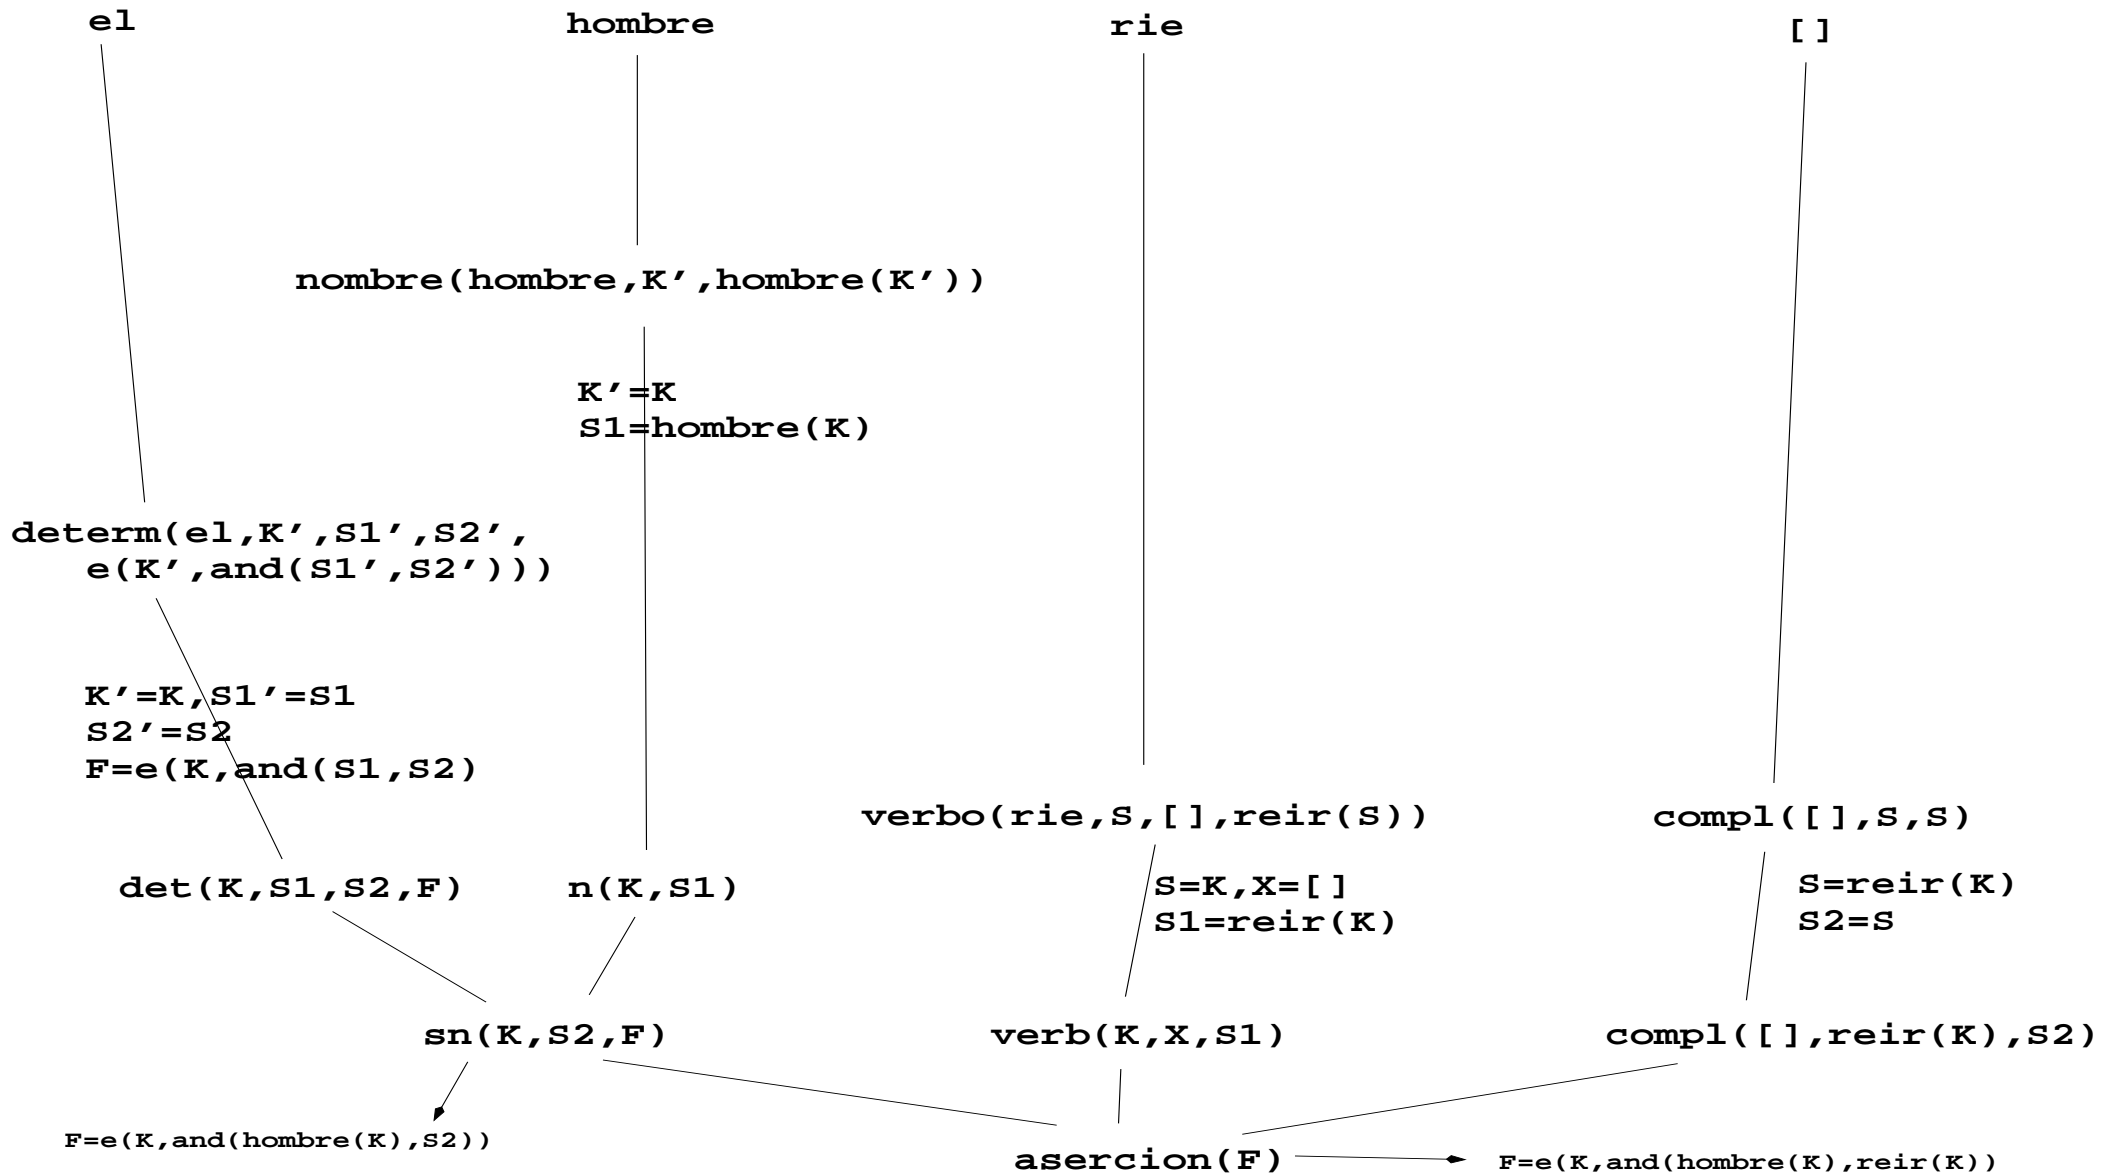 el
hombre
rie
[]
nombre(hombre,K′,hombre(K′))
K′=K
S1=hombre(K)
determ(el,K′,S1′,S2′,
e(K′,and(S1′,S2′)))
K′=K,S1′=S1
S2′=S2
F=e(K,and(S1,S2)
verbo(rie,S,[],reir(S))
compl([],S,S)
det(K,S1,S2,F)
n(K,S1)
S=K,X=[]
S1=reir(K)
S=reir(K)
S2=S
sn(K,S2,F)
verb(K,X,S1)
compl([],reir(K),S2)
F=e(K,and(hombre(K),S2))
asercion(F)
F=e(K,and(hombre(K),reir(K))